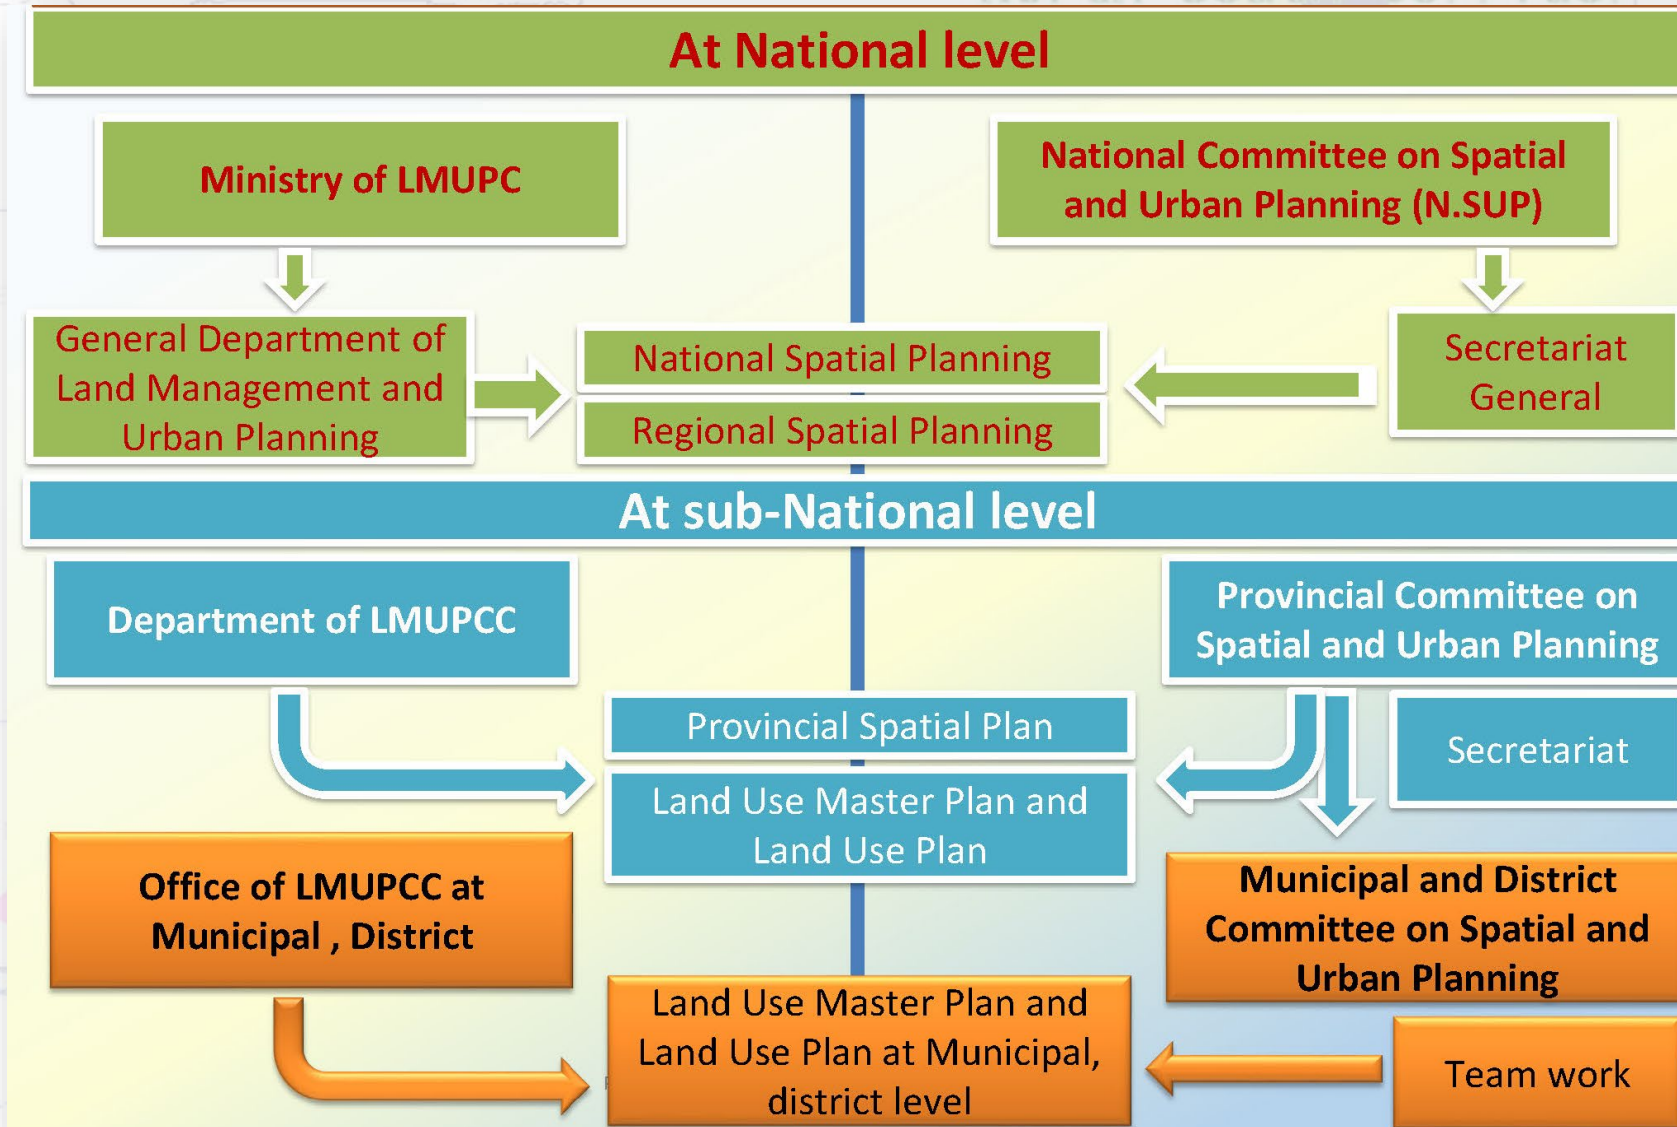 At National level
Ministry of LMUPC
National Committee on Spatial
and Urban Planning (N.SUP)
General Department of
Land Management and
Urban Planning
National Spatial Planning
Regional Spatial Planning
Secretariat
General
At sub-National level
Department of LMUPCC
Provincial Committee on
Spatial and Urban Planning
Provincial Spatial Plan
Land Use Master Plan and
Land Use Plan
Secretariat
Office of LMUPCC at
Municipal , District
Municipal and District
Committee on Spatial and
Urban Planning
Land Use Master Plan and
Land Use Plan at Municipal,
district level
Team work